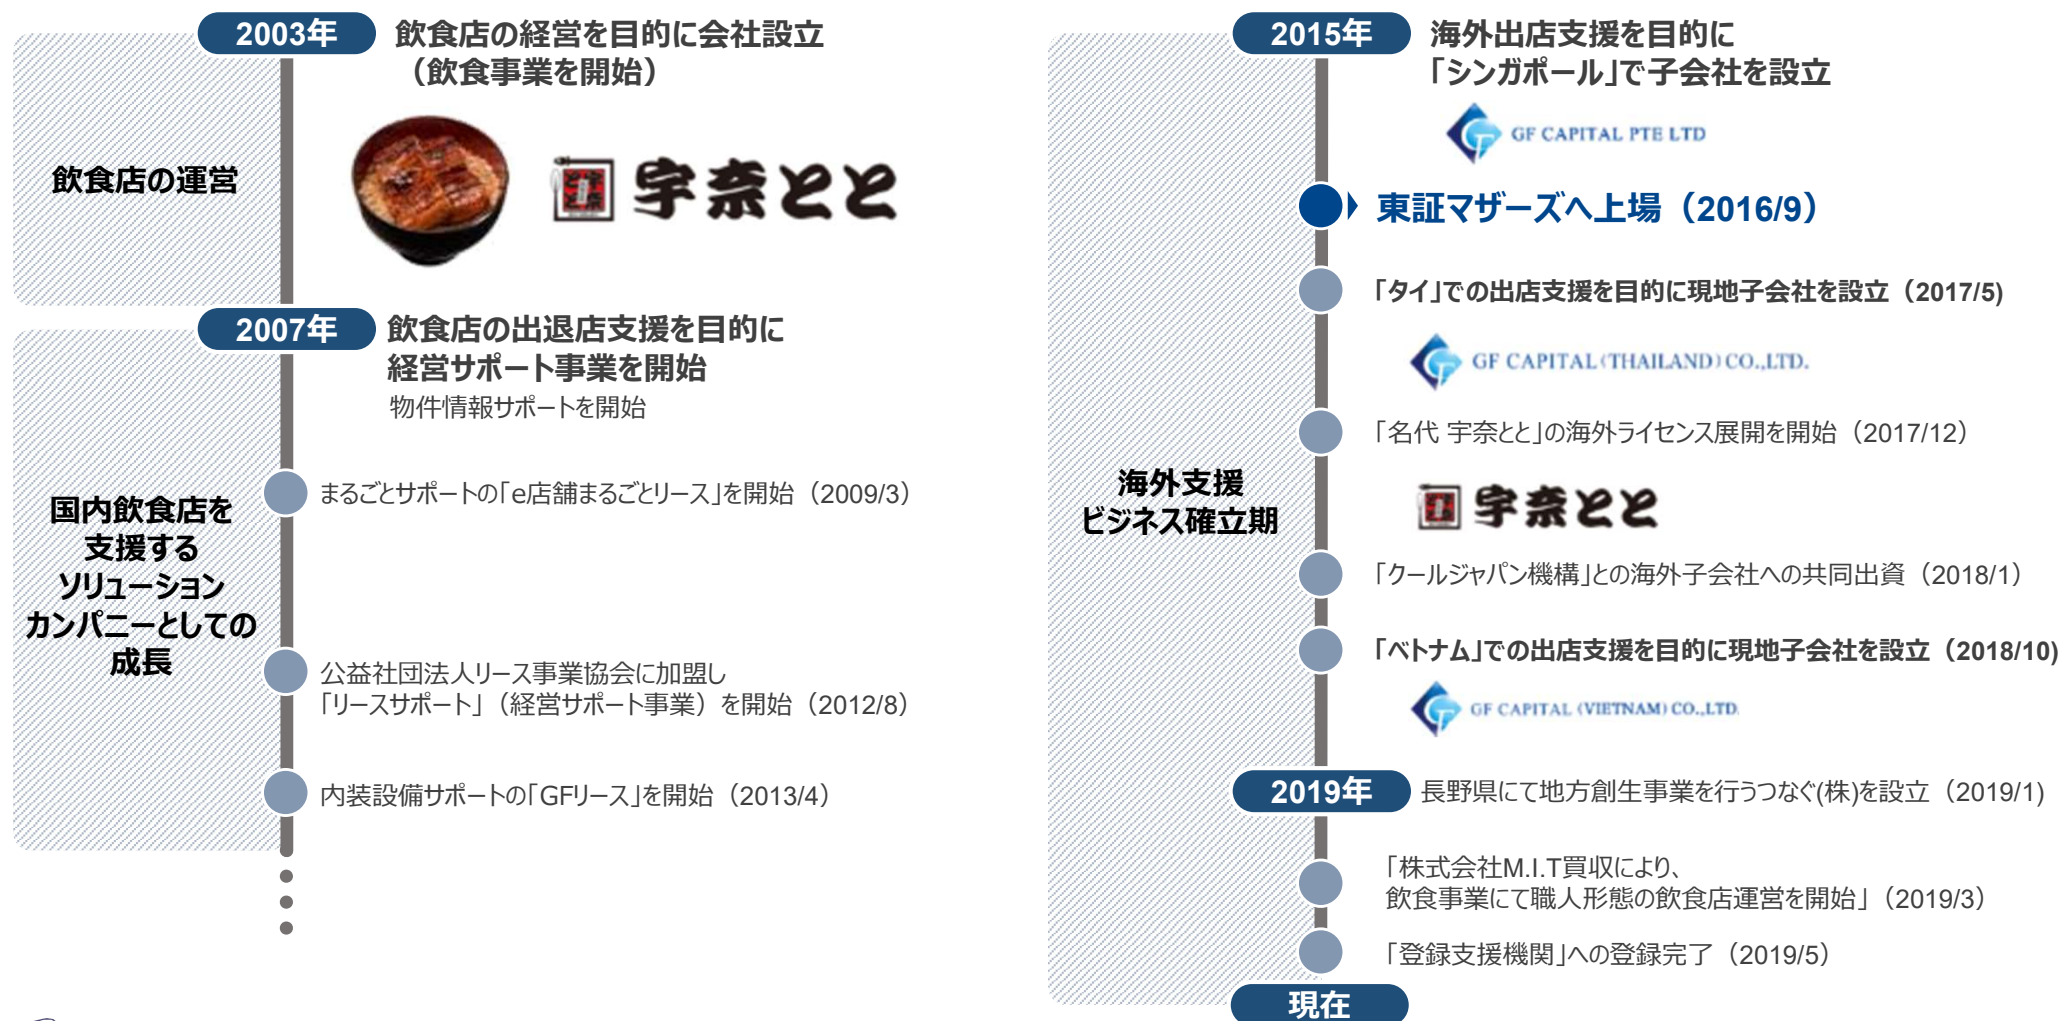 2003年
飲食店の経営を目的に会社設立
（飲食事業を開始）
飲食店の運営
宇奈とと
2007年
飲食店の出退店支援を目的に
経営サポート事業を開始
物件情報サポートを開始
まるごとサポートの「e店舗まるごとリース」を開始（2009/3）
国内飲食店を
支援する
ソリューション
カンパニーとしての
成長
公益社団法人リース事業協会に加盟し
「リースサポート」（経営サポート事業）を開始（2012/8）
内装設備サポートの「GFリース」を開始（2013/4）
2015年
海外出店支援を目的に
「シンガポール」で子会社を設立
GF CAPITAL PTE LTD
東証マザーズへ上場（2016/9）
「タイ」での出店支援を目的に現地子会社を設立（2017/5)
GF CAPITAL (THAILAND) CO.,LTD.
「名代 宇奈とと」の海外ライセンス展開を開始（2017/12）
宇奈とと
海外支援
ビジネス確立期
「クールジャパン機構」との海外子会社への共同出資（2018/1）
「ベトナム」での出店支援を目的に現地子会社を設立（2018/10)
GF CAPITAL (VIETNAM) CO.,LTD.
2019年
長野県にて地方創生事業を行うつなぐ(株)を設立（2019/1)
「株式会社M.I.T買収により、
飲食事業にて職人形態の飲食店運営を開始」（2019/3）
「登録支援機関」への登録完了（2019/5）
現在